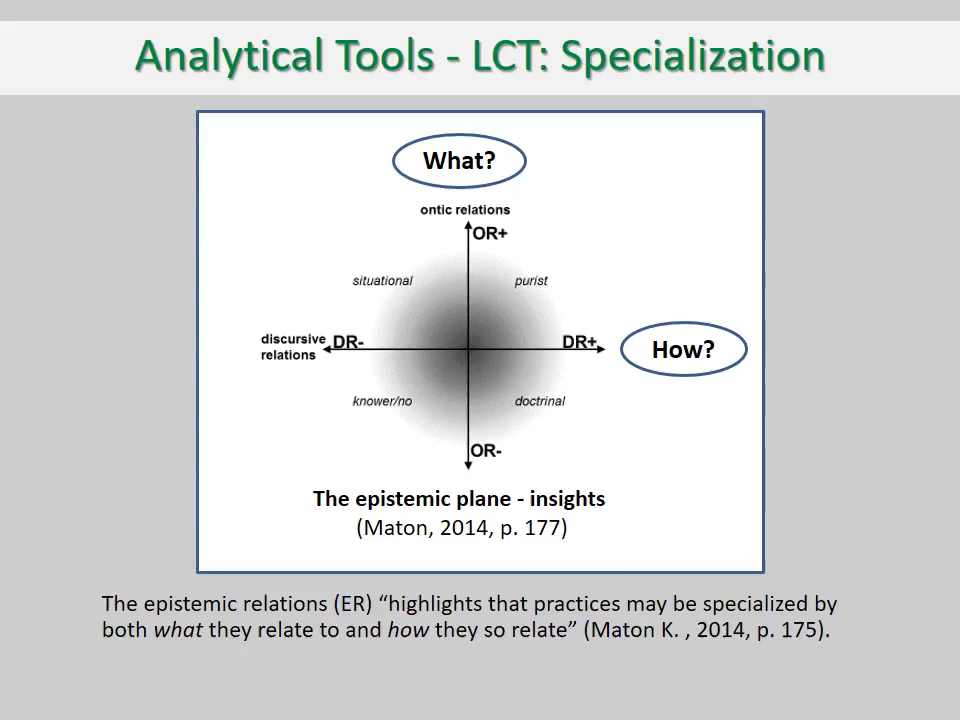 Analytical Tools - LCT: Specialization
What?
ontic relations
OR+
situational
purist
discursive
relations
DR-
DR+
How?
knower/no
doctrinal
OR-
The epistemic plane - insights
(Maton, 2014, p. 177)
The epistemic relations (ER) “highlights that practices may be specialized by
both what they relate to and how they so relate” (Maton K. , 2014, p. 175).